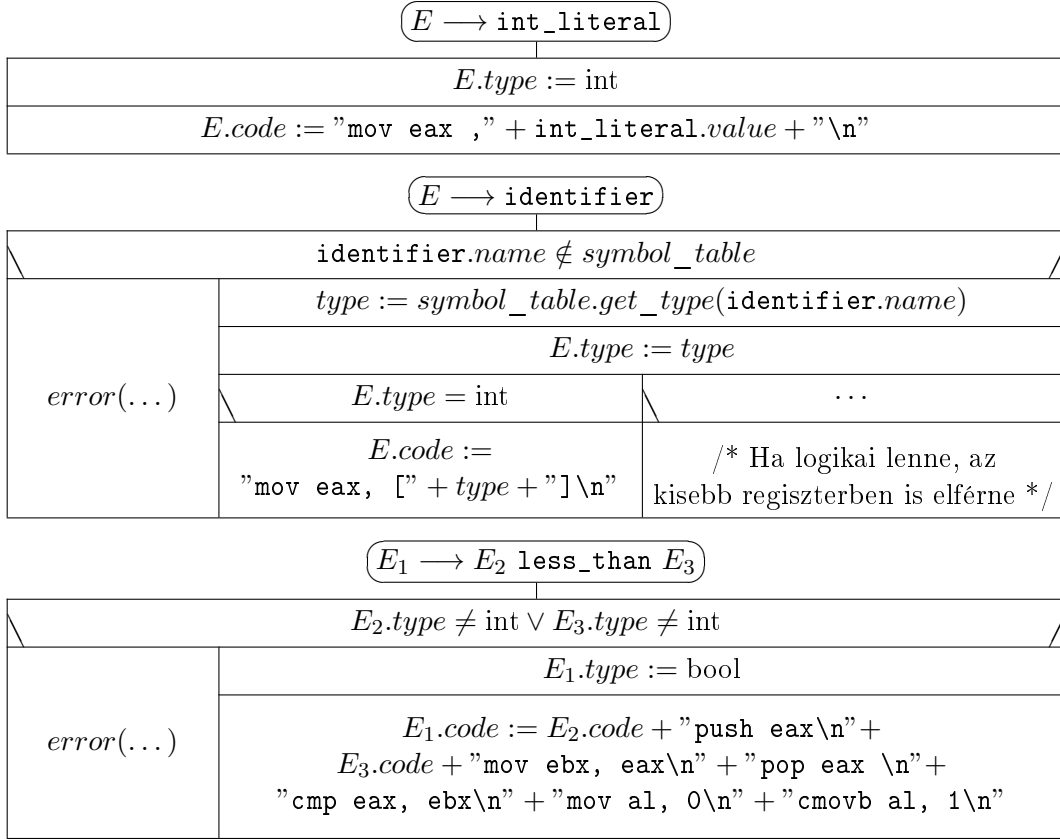 E ⟶ int_literal
E.type := int
E.code := ”mov eax ,” + int_literal.value + ”\n”
E ⟶ identifier
identifier.name ∉ symbol_table
error(...)
type := symbol_table.get_type(identifier.name)
E.type := type
E.type = int
E.code :=
”mov eax, [” + type + ”]\n”
···
/* Ha logikai lenne, az
kisebb regiszterben is elférne */
E₁ ⟶ E₂ less_than E₃
E₂.type ≠ int ∨ E₃.type ≠ int
error(...)
E₁.type := bool
E₁.code := E₂.code + ”push eax\n”+
E₃.code + ”mov ebx, eax\n” + ”pop eax \n”+
”cmp eax, ebx\n” + ”mov al, 0\n” + ”cmovb al, 1\n”